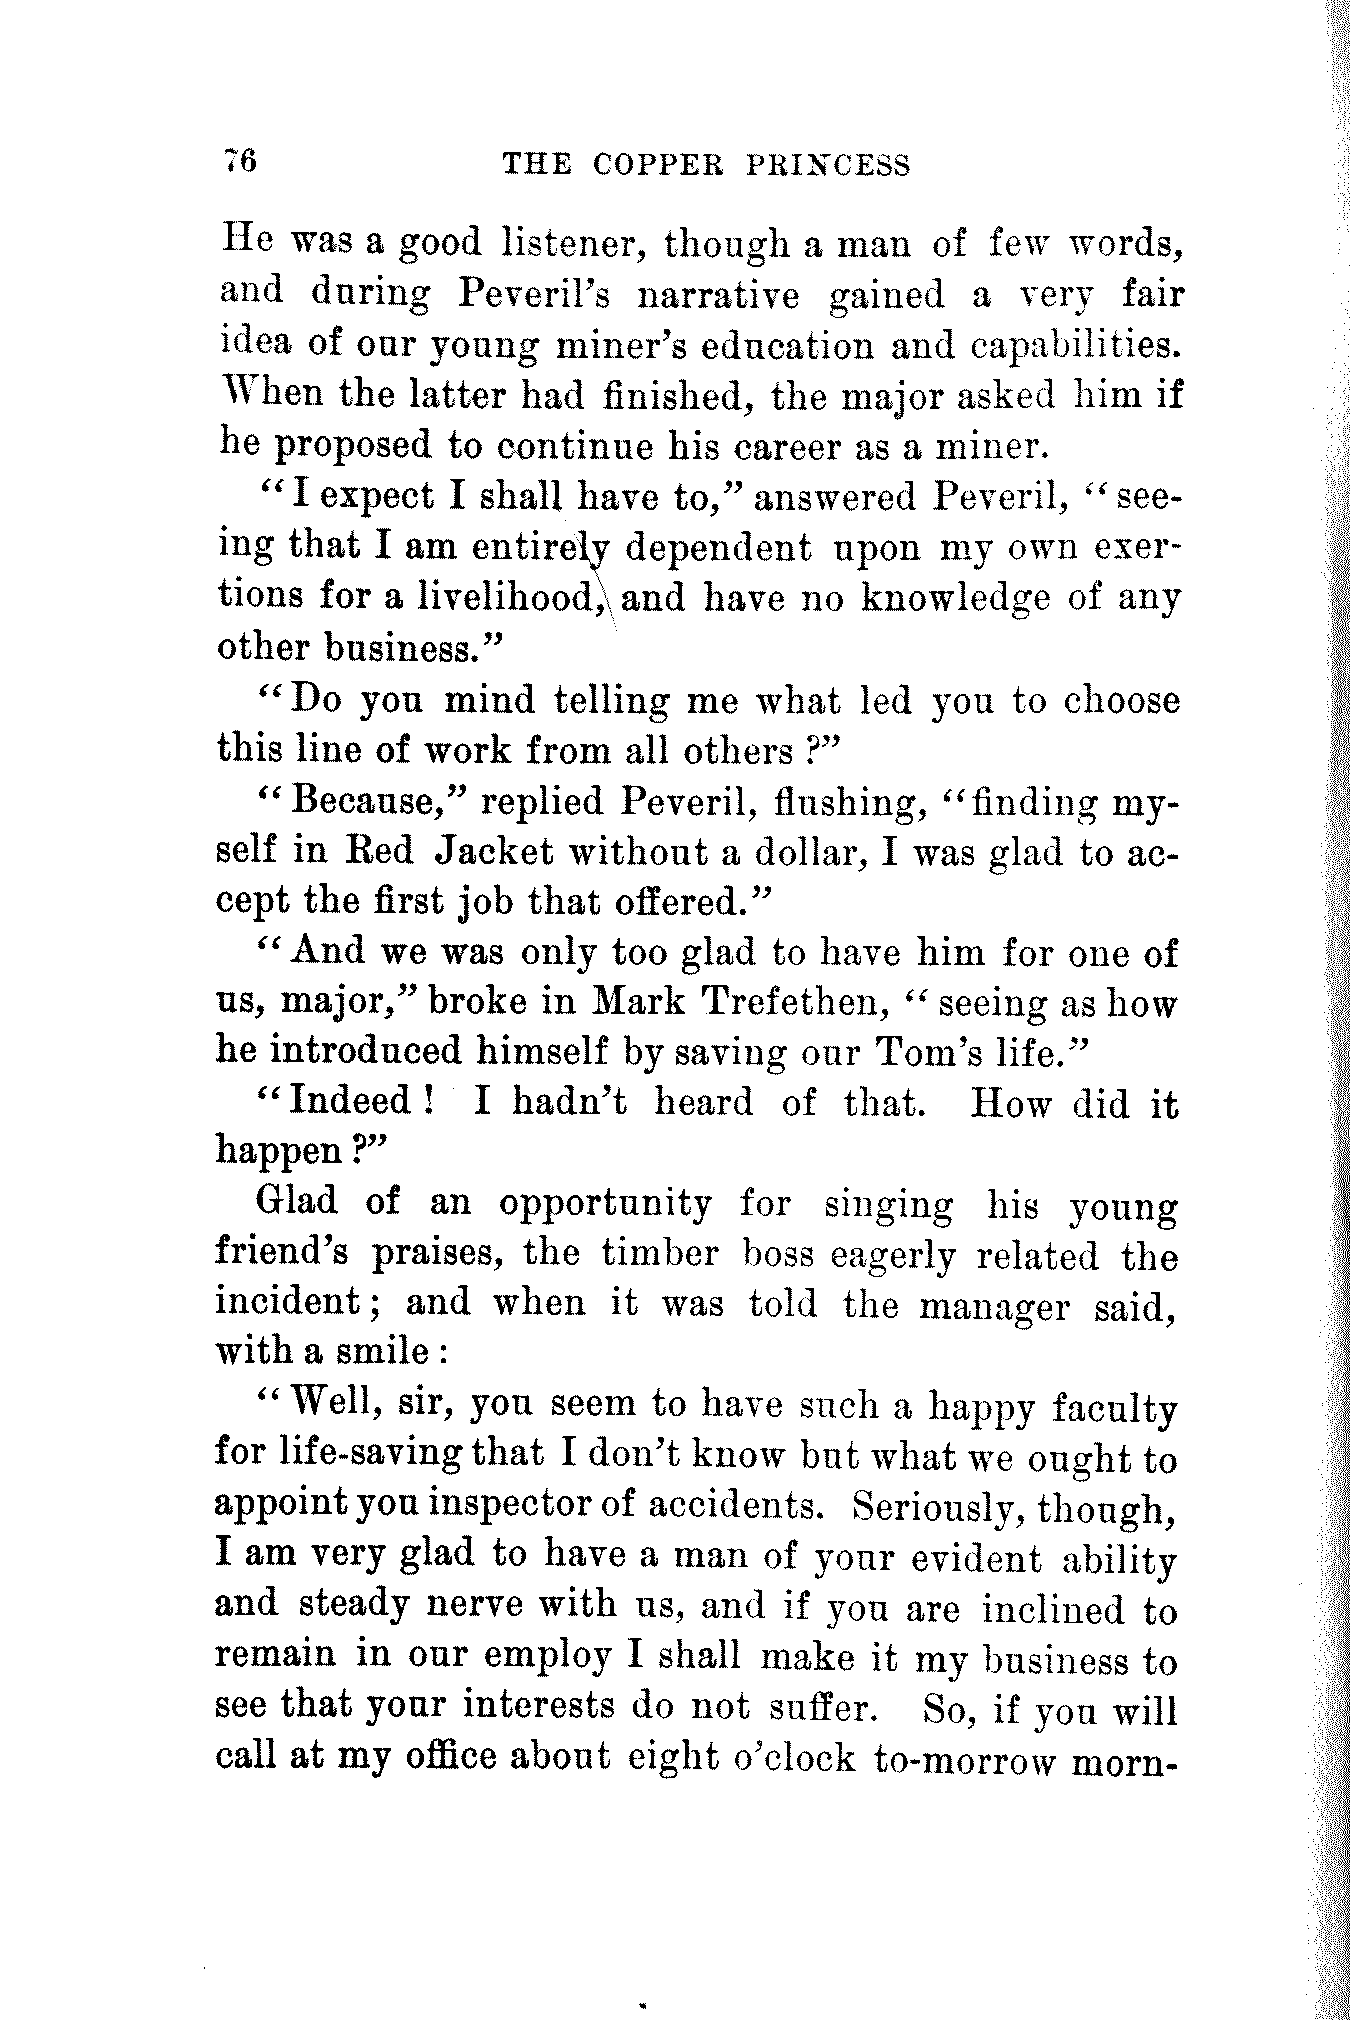 76 THE COPPER PRINCESS
He was a good listener, though a man of few words,
and during Peveril's narrative gained a very fair
idea of our young miner's education and capabilities.
When the latter had finished, the major asked him if
he proposed to continue his career as a miner.
"I expect I shall have to," answered Peveril, "see-
ing that I am entirely dependent upon my own exer-
tions for a livelihood, and have no knowledge of any
other business."
"Do you mind telling me what led you to choose
this line of work from all others ?"
"Because," replied Peveril, flushing, "finding my-
self in Red Jacket without a dollar, I was glad to ac-
cept the first job that offered."
"And we was only too glad to have him for one of
us, major," broke in Mark Trefethen, "seeing as how
he introduced himself by saving our Tom's life."
"Indeed ! I hadn't heard of that. How did it
happen ?"
Glad of an opportunity for singing his young
friend's praises, the timber boss eagerly related the
incident ; and when it was told the manager said,
with a smile :
"Well, sir, you seem to have such a happy faculty
for life-saving that I don't know but what we ought to
appoint you inspector of accidents. Seriously, though,
I am very glad to have a man of your evident ability
and steady nerve with us, and if you are inclined to
remain in our employ I shall make it my business to
see that your interests do not suffer. So, if you will
call at my office about eight o'clock to-morrow morn-